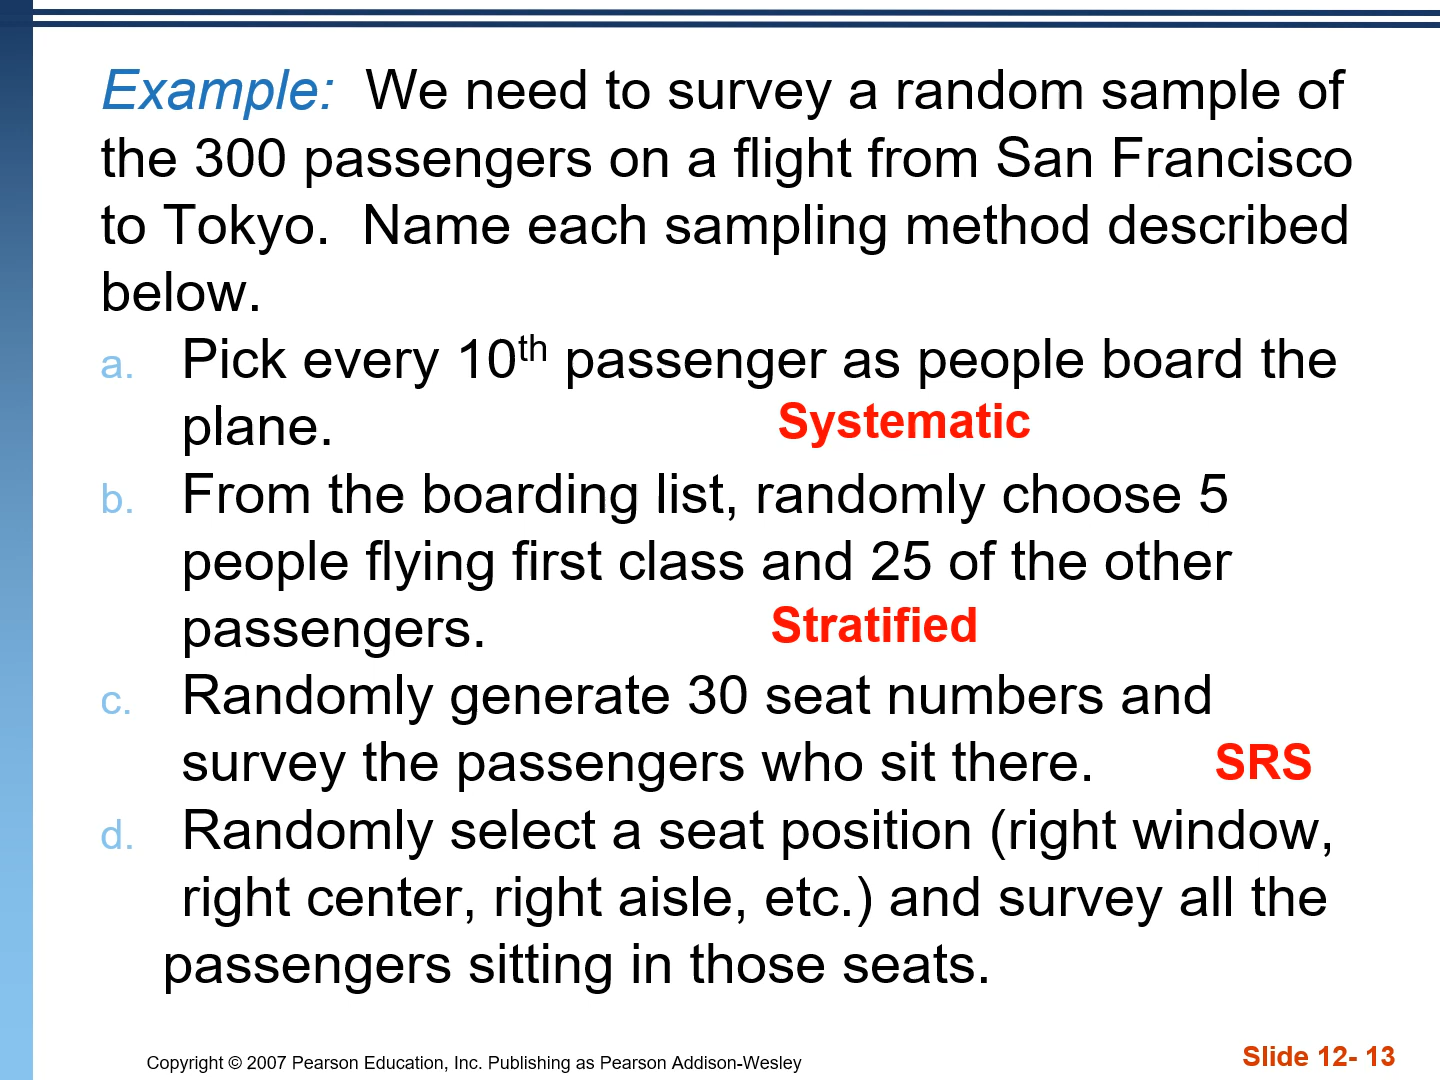 Example: We need to survey a random sample of
the 300 passengers on a flight from San Francisco
to Tokyo. Name each sampling method described
below.
a. Pick every 10th passenger as people board the
plane. Systematic
b. From the boarding list, randomly choose 5
people flying first class and 25 of the other
passengers. Stratified
c. Randomly generate 30 seat numbers and
survey the passengers who sit there. SRS
d. Randomly select a seat position (right window,
right center, right aisle, etc.) and survey all the
passengers sitting in those seats.
Copyright © 2007 Pearson Education, Inc. Publishing as Pearson Addison-Wesley
Slide 12- 13